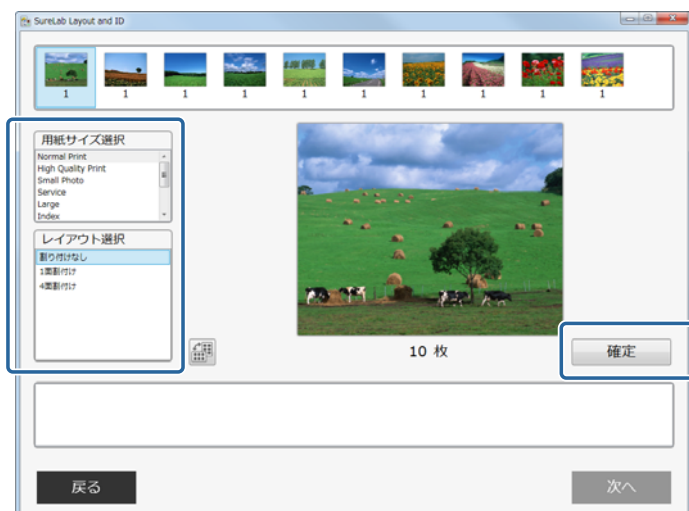 SureLab Layout and ID
1 1 1 1 1 1 1 1 1 1
用紙サイズ選択
Normal Print
High Quality Print
Small Photo
Service
Large
Index
レイアウト選択
割り付けなし
1面割付け
4面割付け
10 枚
確定
戻る
次へ